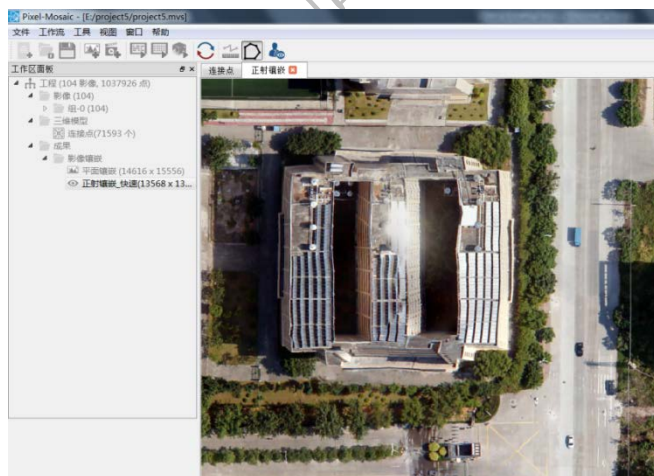 Pixel-Mosaic - [E:/project5/project5.mvs]
文件 工作流 工具 视图 窗口 帮助
工作区面板
连接点 正射镶嵌
工程 (104 影像, 1037926 点)
影像 (104)
组-0 (104)
三维模型
连接点(71593 个)
成果
影像镶嵌
平面镶嵌 (14616 x 15556)
正射镶嵌_快速(13568 x 13...